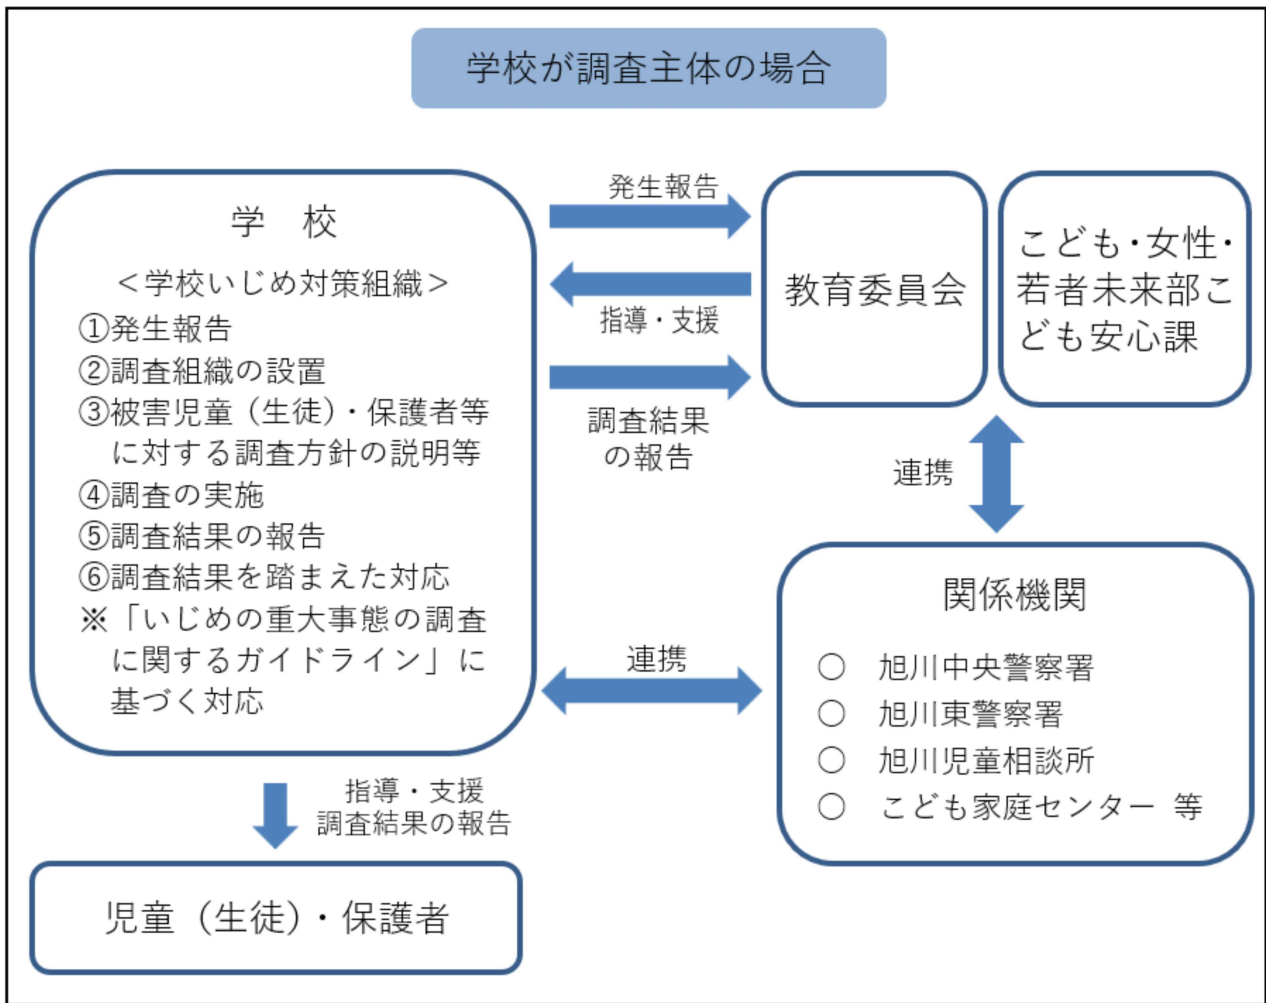 学校が調査主体の場合
学　校
＜学校いじめ対策組織＞
①発生報告
②調査組織の設置
③被害児童（生徒）・保護者等
に対する調査方針の説明等
④調査の実施
⑤調査結果の報告
⑥調査結果を踏まえた対応
※「いじめの重大事態の調査
に関するガイドライン」に
基づく対応
発生報告
指導・支援
調査結果
の報告
教育委員会
こども・女性・
若者未来部こ
ども安心課
連携
連携
関係機関
○　旭川中央警察署
○　旭川東警察署
○　旭川児童相談所
○　こども家庭センター 等
指導・支援
調査結果の報告
児童（生徒）・保護者